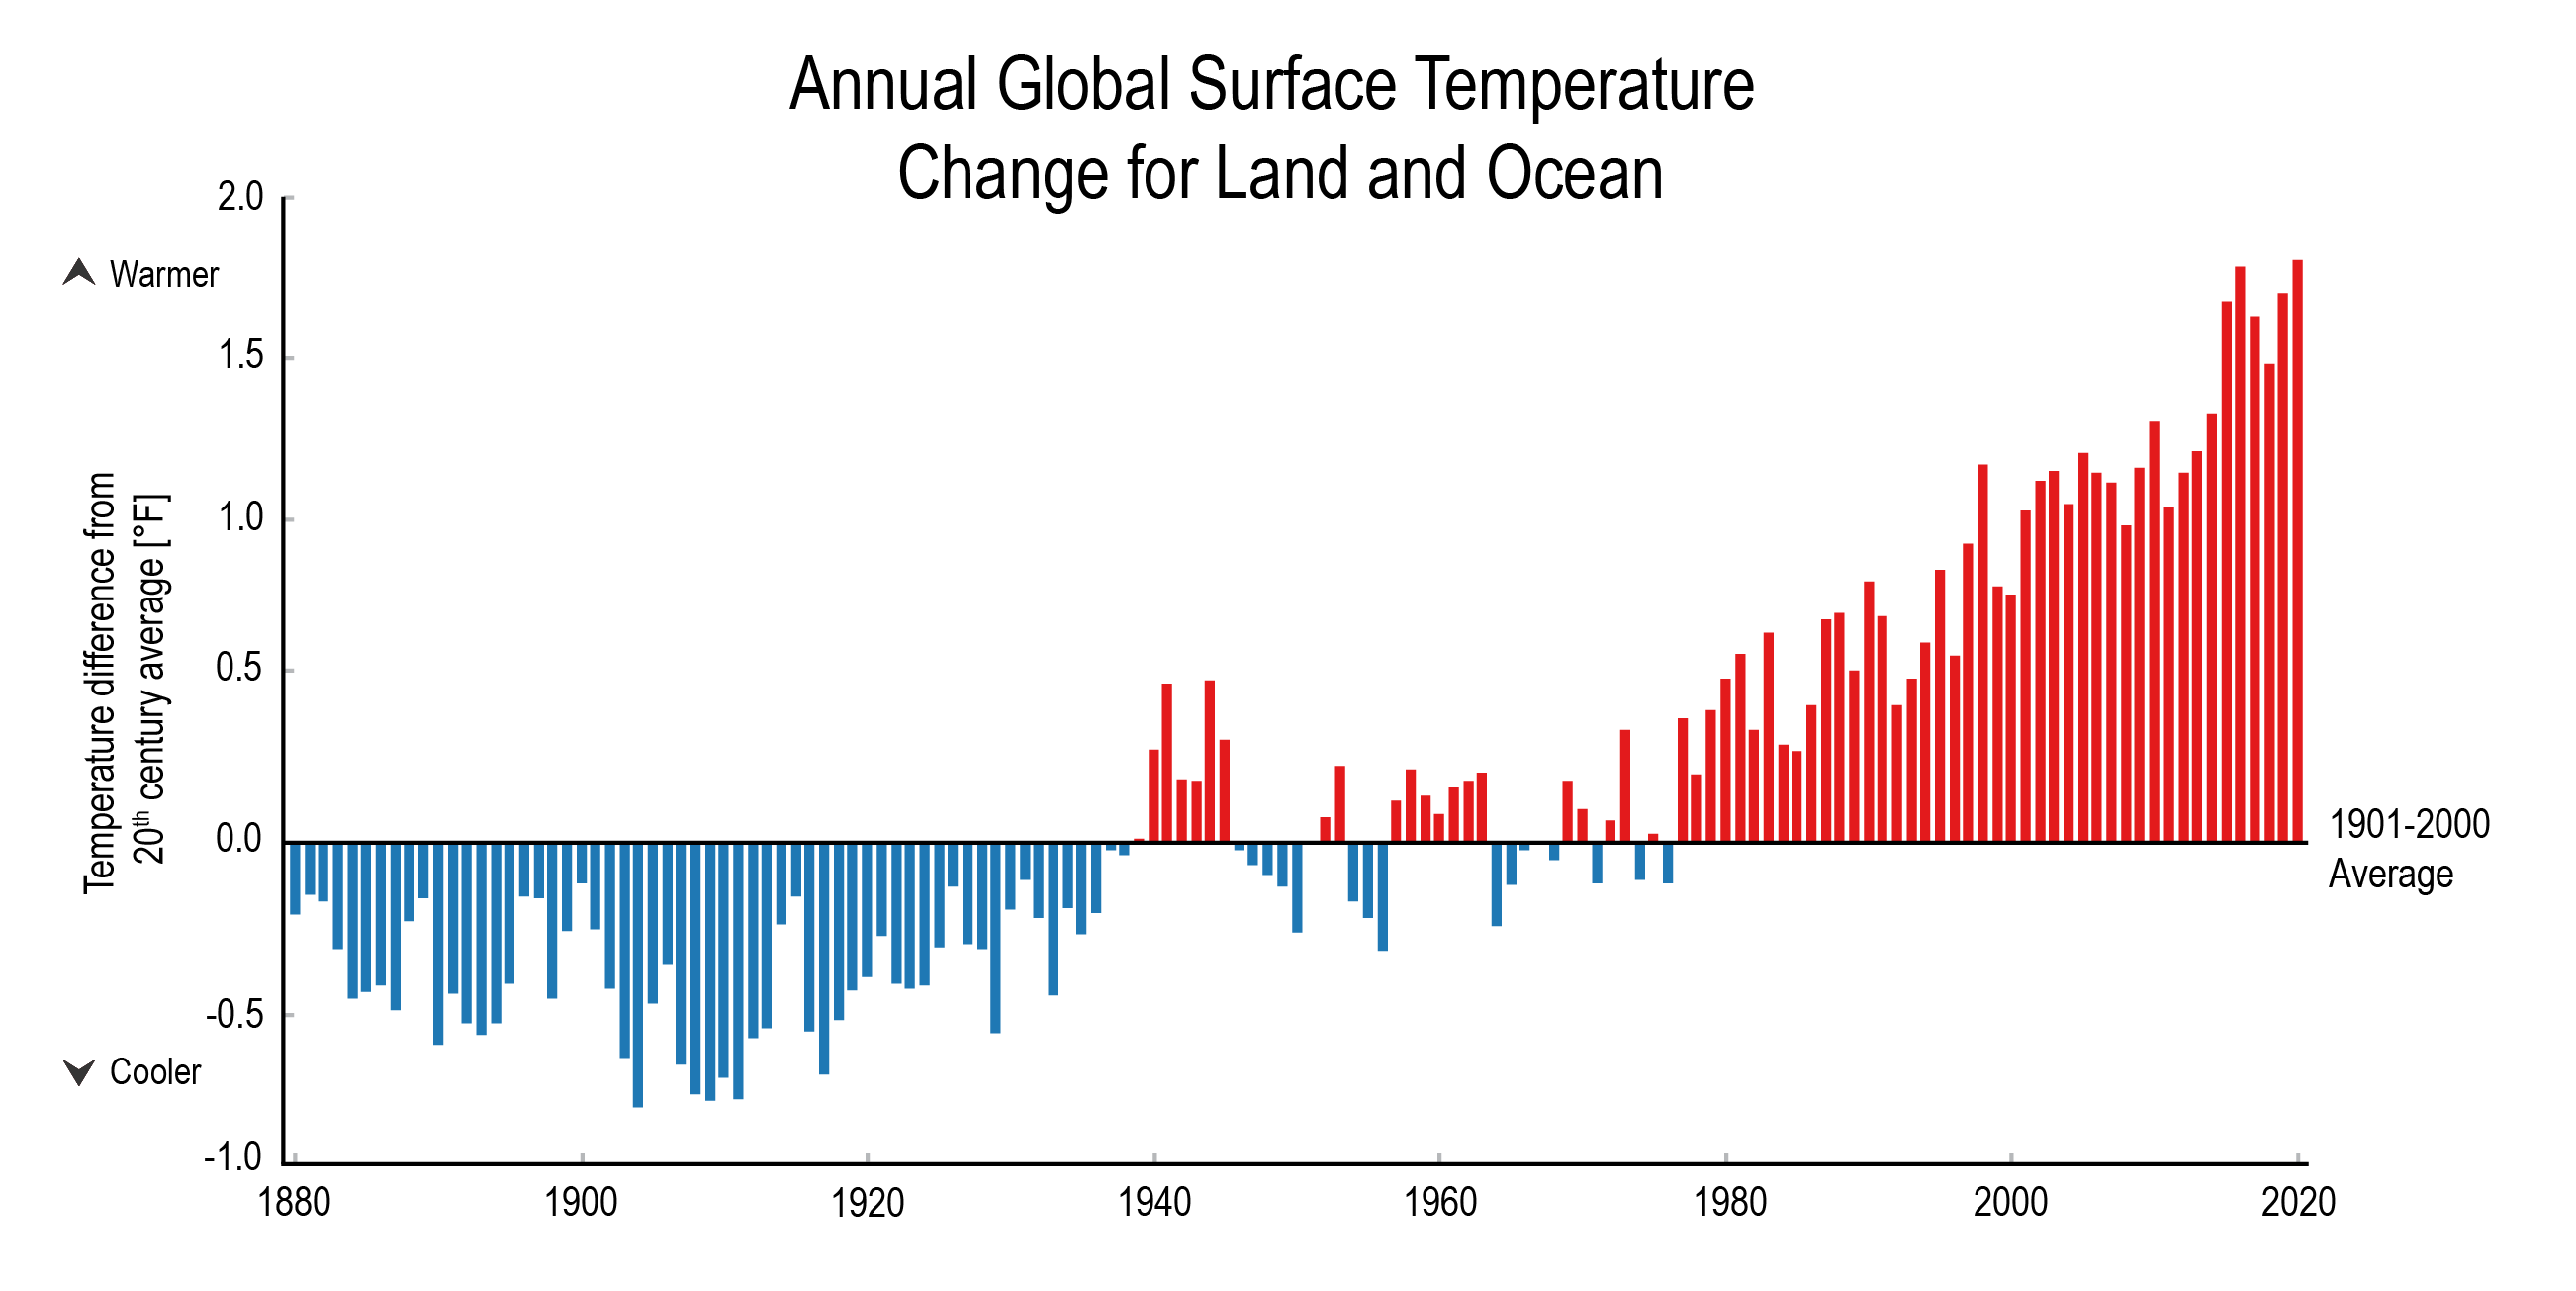 Annual Global Surface Temperature
Change for Land and Ocean
2.0
Warmer
1.5
1.0
0.5
0.0
-0.5
Cooler
-1.0
Temperature difference from
20th century average [°F]
1901-2000
Average
1880
1900
1920
1940
1960
1980
2000
2020